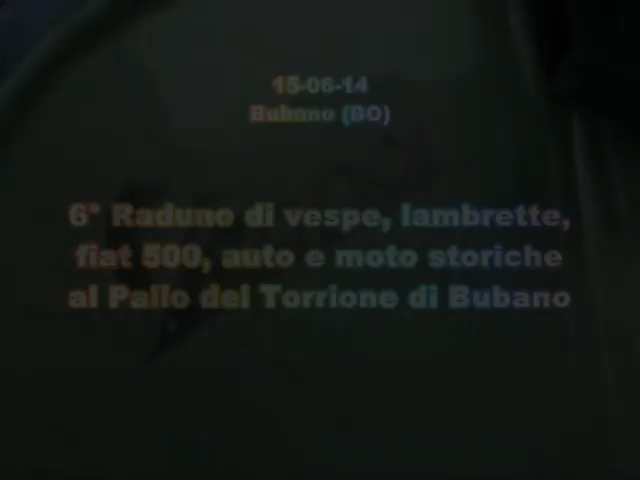 15-06-14
Bubano (BO)
6° Raduno di vespe, lambrette,
fiat 500, auto e moto storiche
al Palio del Torrione di Bubano